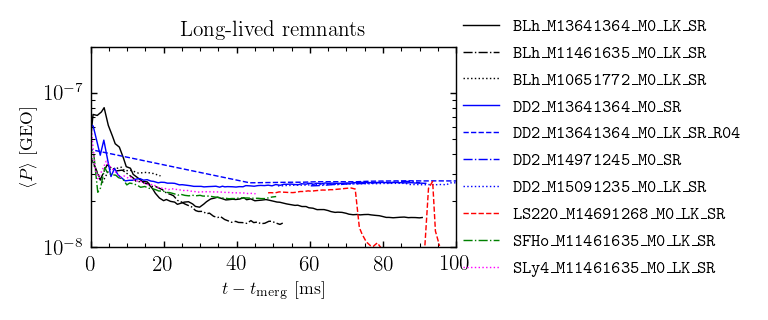 Long-lived remnants
⟨P⟩ [GEO]
10⁻⁷
10⁻⁸
0 20 40 60 80 100
t − t_merg [ms]
BLh_M13641364_M0_LK_SR
BLh_M11461635_M0_LK_SR
BLh_M10651772_M0_LK_SR
DD2_M13641364_M0_SR
DD2_M13641364_M0_LK_SR_R04
DD2_M14971245_M0_SR
DD2_M15091235_M0_LK_SR
LS220_M14691268_M0_LK_SR
SFHo_M11461635_M0_LK_SR
SLy4_M11461635_M0_LK_SR